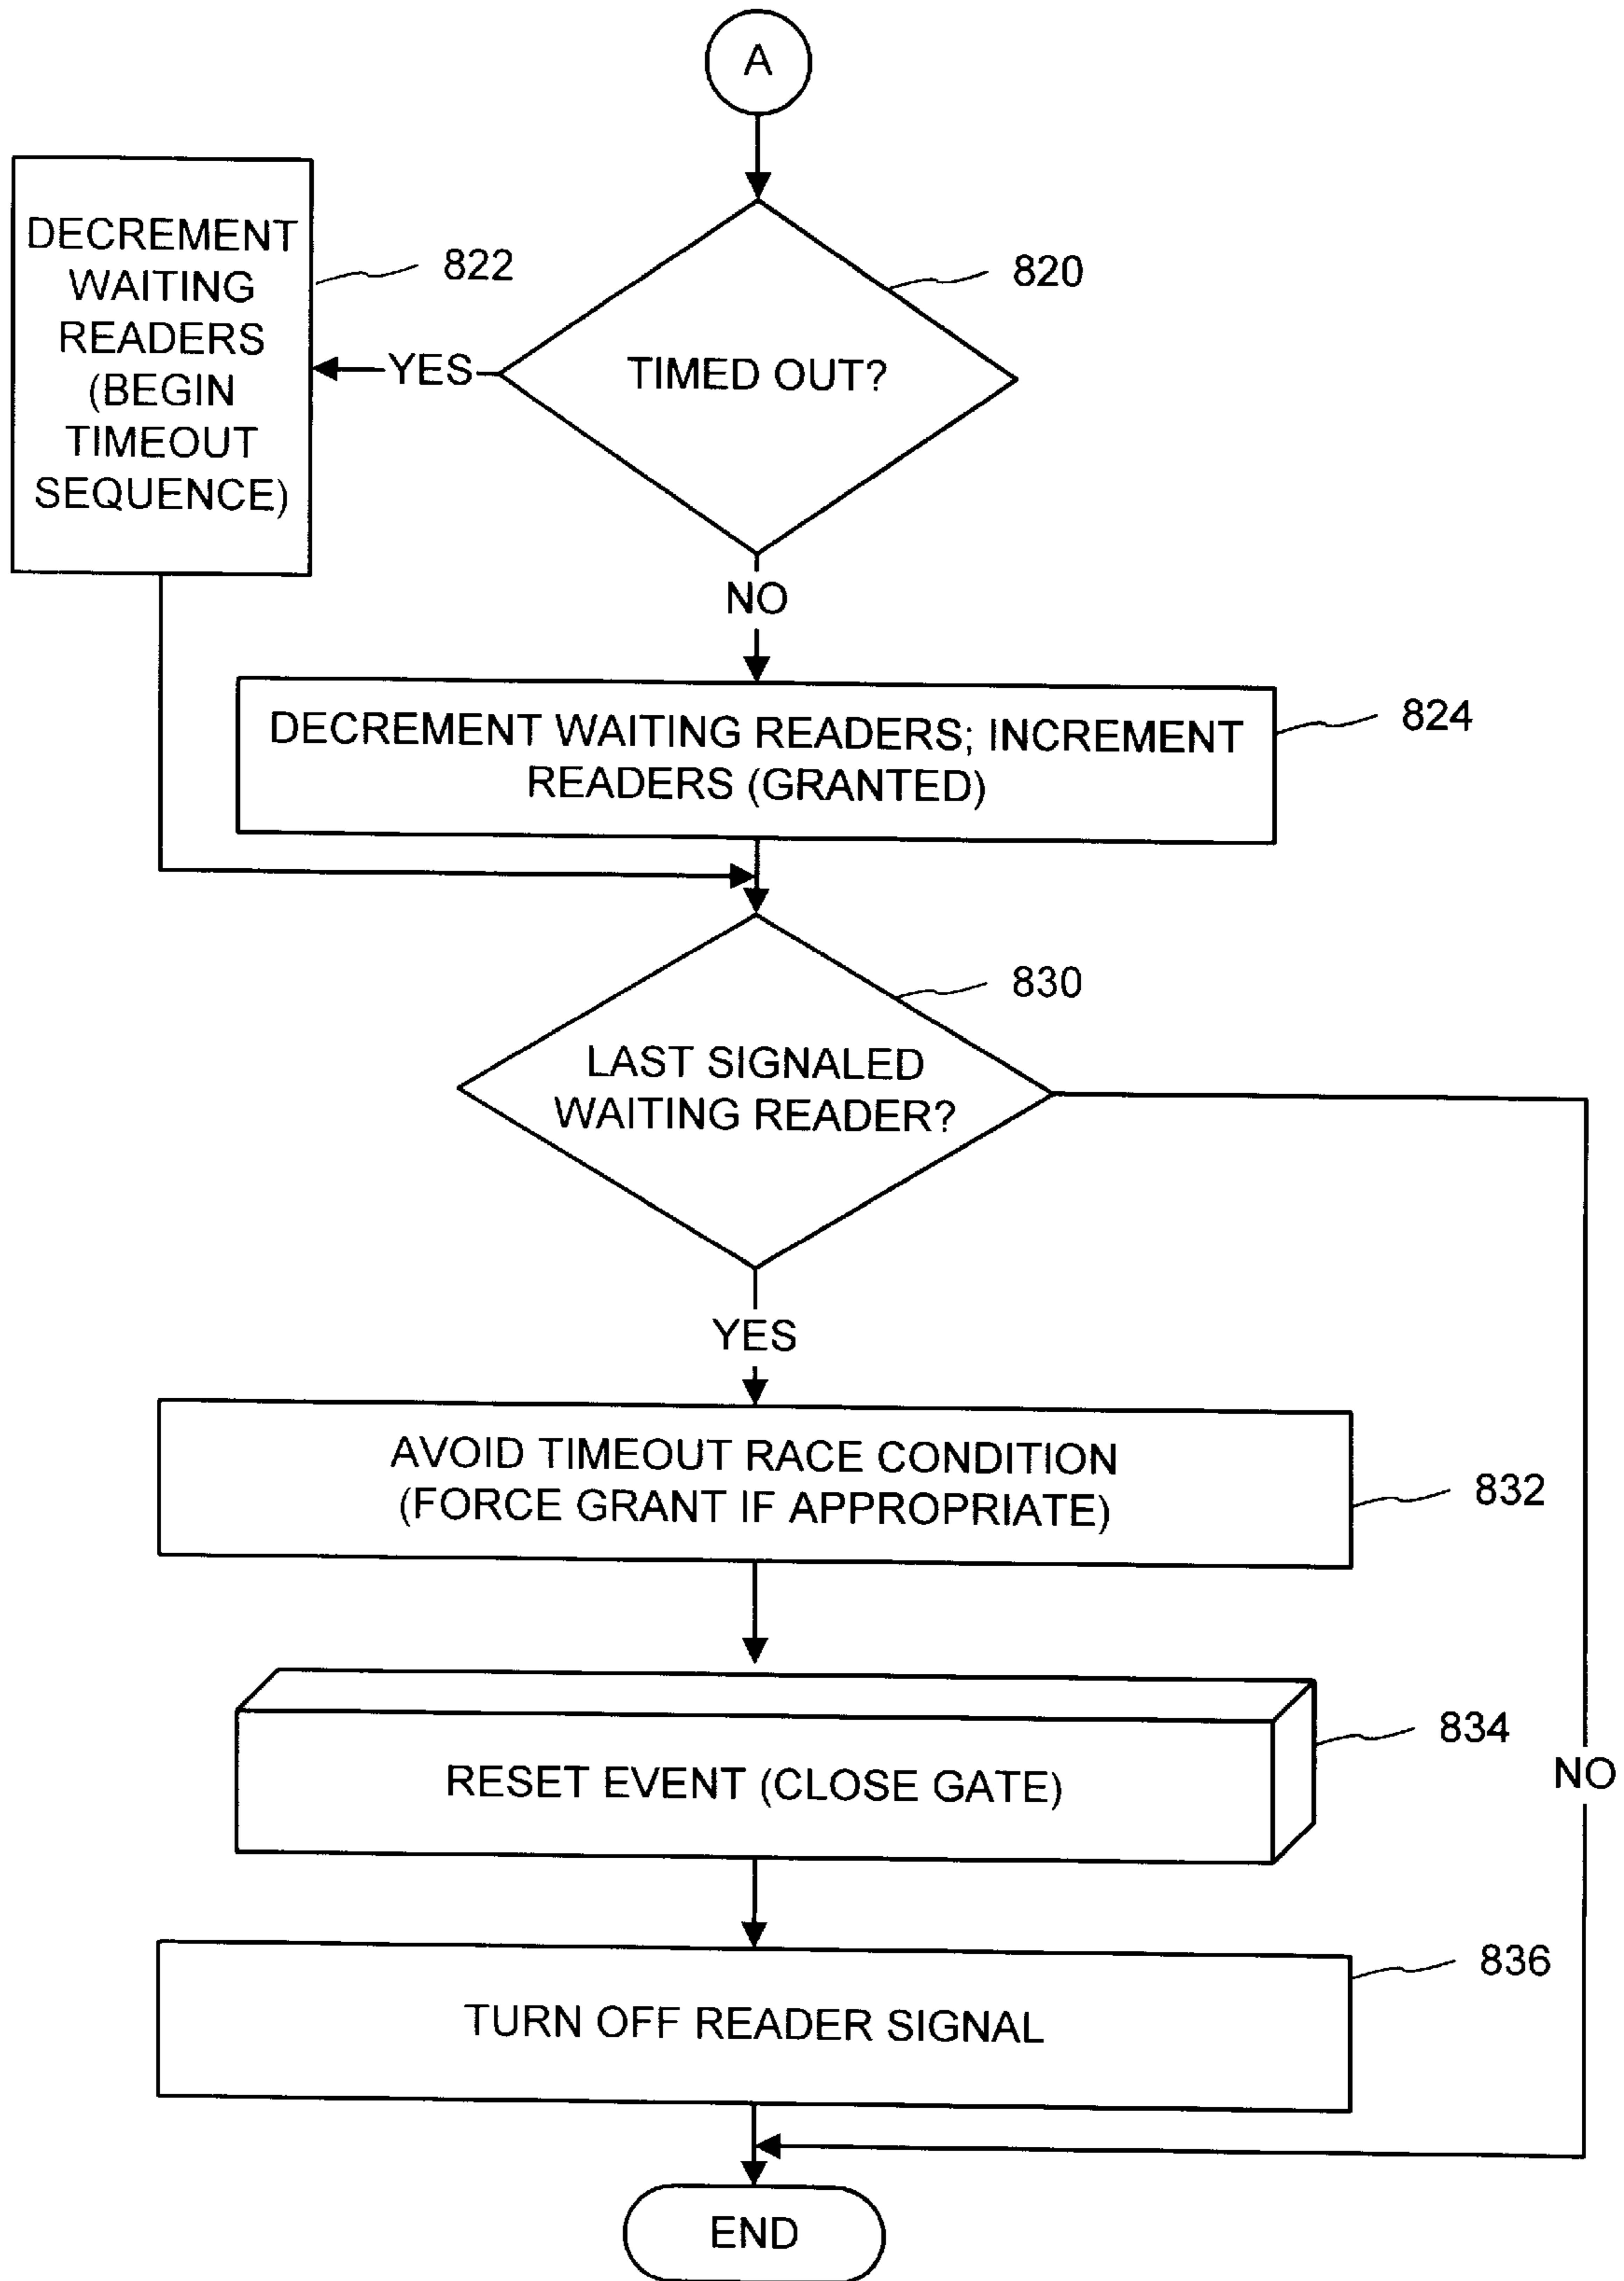 A
DECREMENT
WAITING
READERS
(BEGIN
TIMEOUT
SEQUENCE)
822
820
YES
TIMED OUT?
NO
DECREMENT WAITING READERS; INCREMENT
READERS (GRANTED)
824
830
LAST SIGNALED
WAITING READER?
YES
AVOID TIMEOUT RACE CONDITION
(FORCE GRANT IF APPROPRIATE)
832
RESET EVENT (CLOSE GATE)
834
NO
TURN OFF READER SIGNAL
836
END